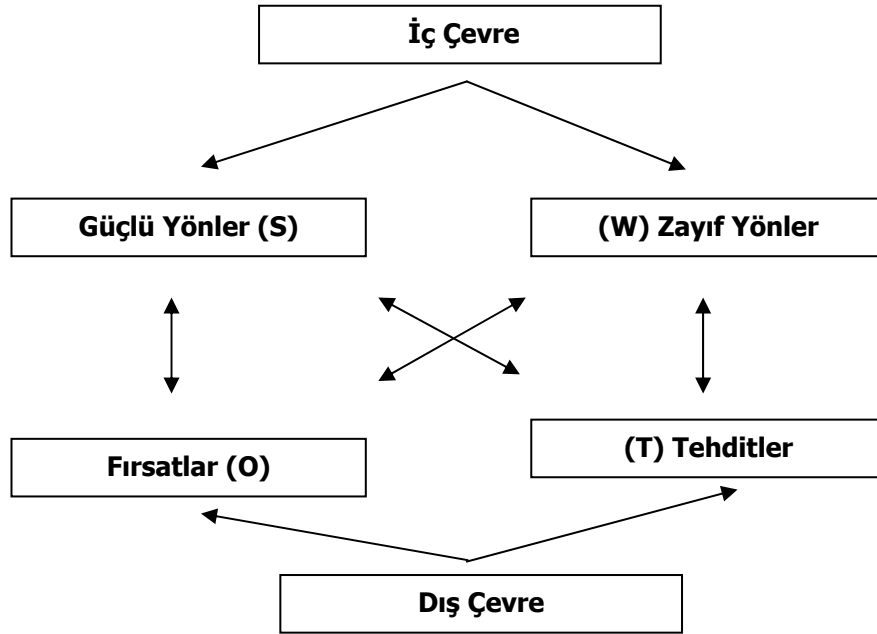 İç Çevre
Güçlü Yönler (S)
(W) Zayıf Yönler
Fırsatlar (O)
(T) Tehditler
Dış Çevre